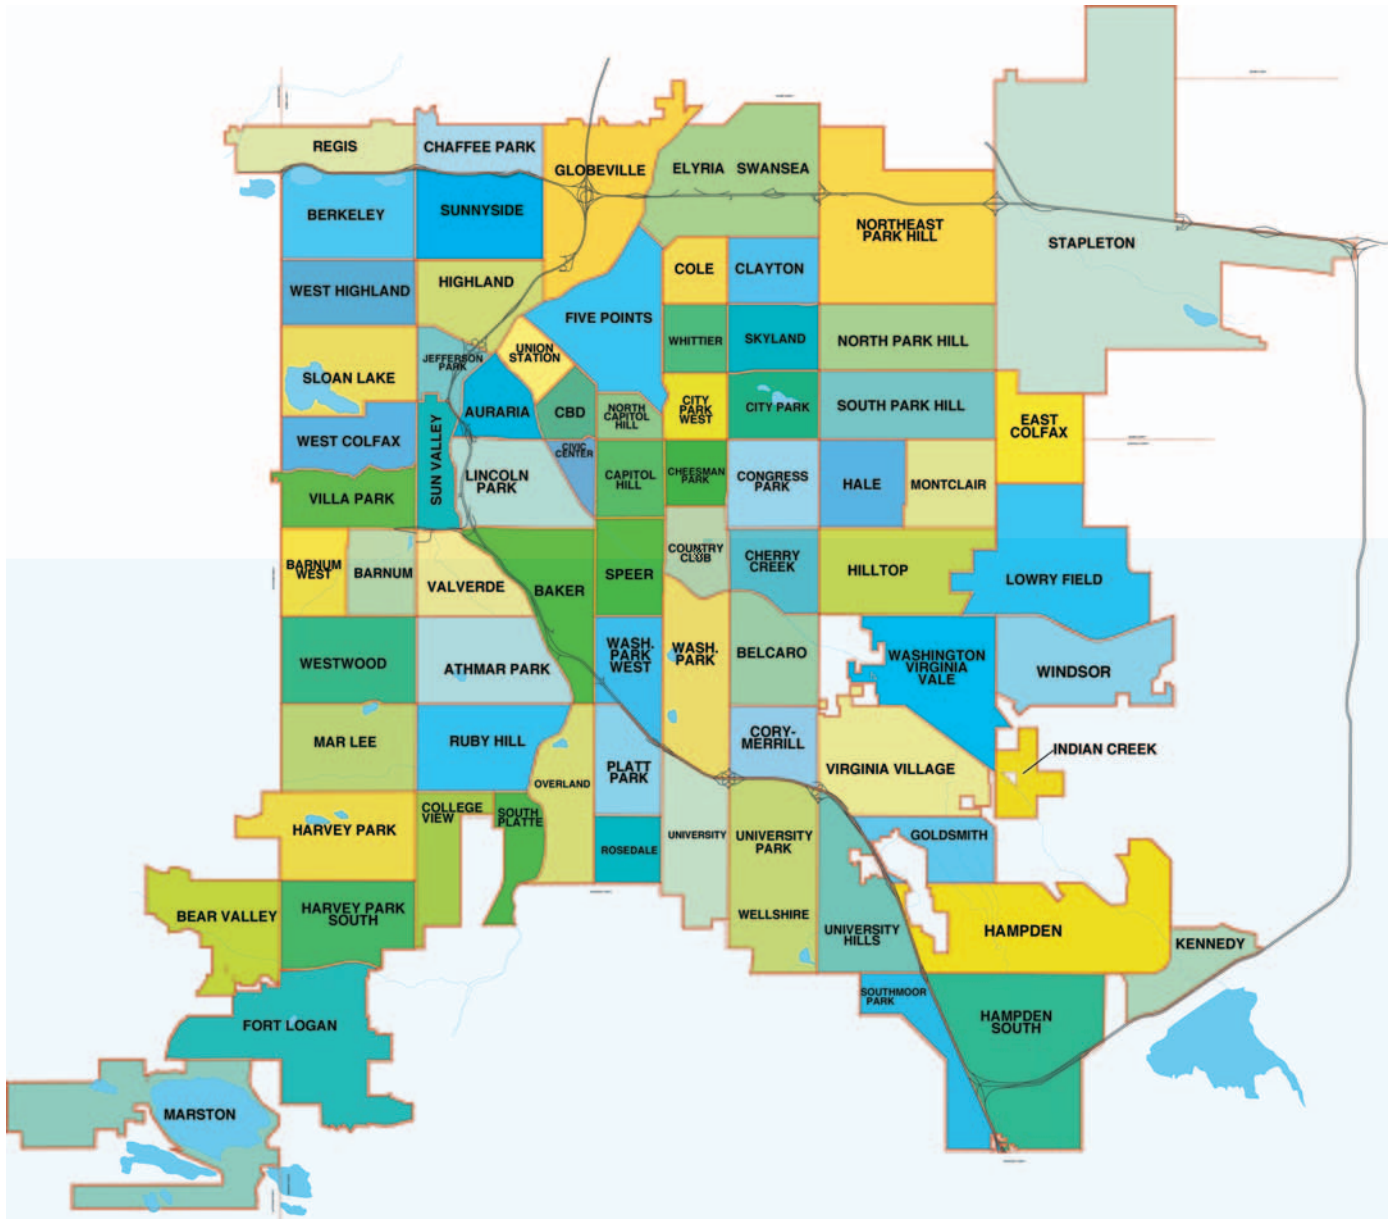 REGIS
CHAFFEE PARK
GLOBEVILLE
ELYRIA SWANSEA
BERKELEY
SUNNYSIDE
NORTHEAST
PARK HILL
STAPLETON
WEST HIGHLAND
HIGHLAND
COLE
CLAYTON
FIVE POINTS
WHITTIER
SKYLAND
NORTH PARK HILL
SLOAN LAKE
JEFFERSON
PARK
UNION
STATION
AURARIA
CBD
NORTH
CAPITOL
HILL
CITY
PARK
WEST
CITY PARK
SOUTH PARK HILL
EAST
COLFAX
WEST COLFAX
SUN VALLEY
LINCOLN
PARK
CIVIC
CENTER
CAPITOL
HILL
CHEESMAN
PARK
CONGRESS
PARK
HALE
MONTCLAIR
VILLA PARK
BARNUM
WEST
BARNUM
VALVERDE
BAKER
SPEER
COUNTRY
CLUB
CHERRY
CREEK
HILLTOP
LOWRY FIELD
WESTWOOD
ATHMAR PARK
WASH.
PARK
WEST
WASH.
PARK
BELCARO
WASHINGTON
VIRGINIA
VALE
WINDSOR
MAR LEE
RUBY HILL
OVERLAND
PLATT
PARK
CORY-
MERRILL
VIRGINIA VILLAGE
INDIAN CREEK
HARVEY PARK
COLLEGE
VIEW
SOUTH
PLATTE
ROSEDALE
UNIVERSITY
UNIVERSITY
PARK
GOLDSMITH
BEAR VALLEY
HARVEY PARK
SOUTH
WELLSHIRE
UNIVERSITY
HILLS
HAMPDEN
KENNEDY
FORT LOGAN
SOUTHMOOR
PARK
HAMPDEN
SOUTH
MARSTON